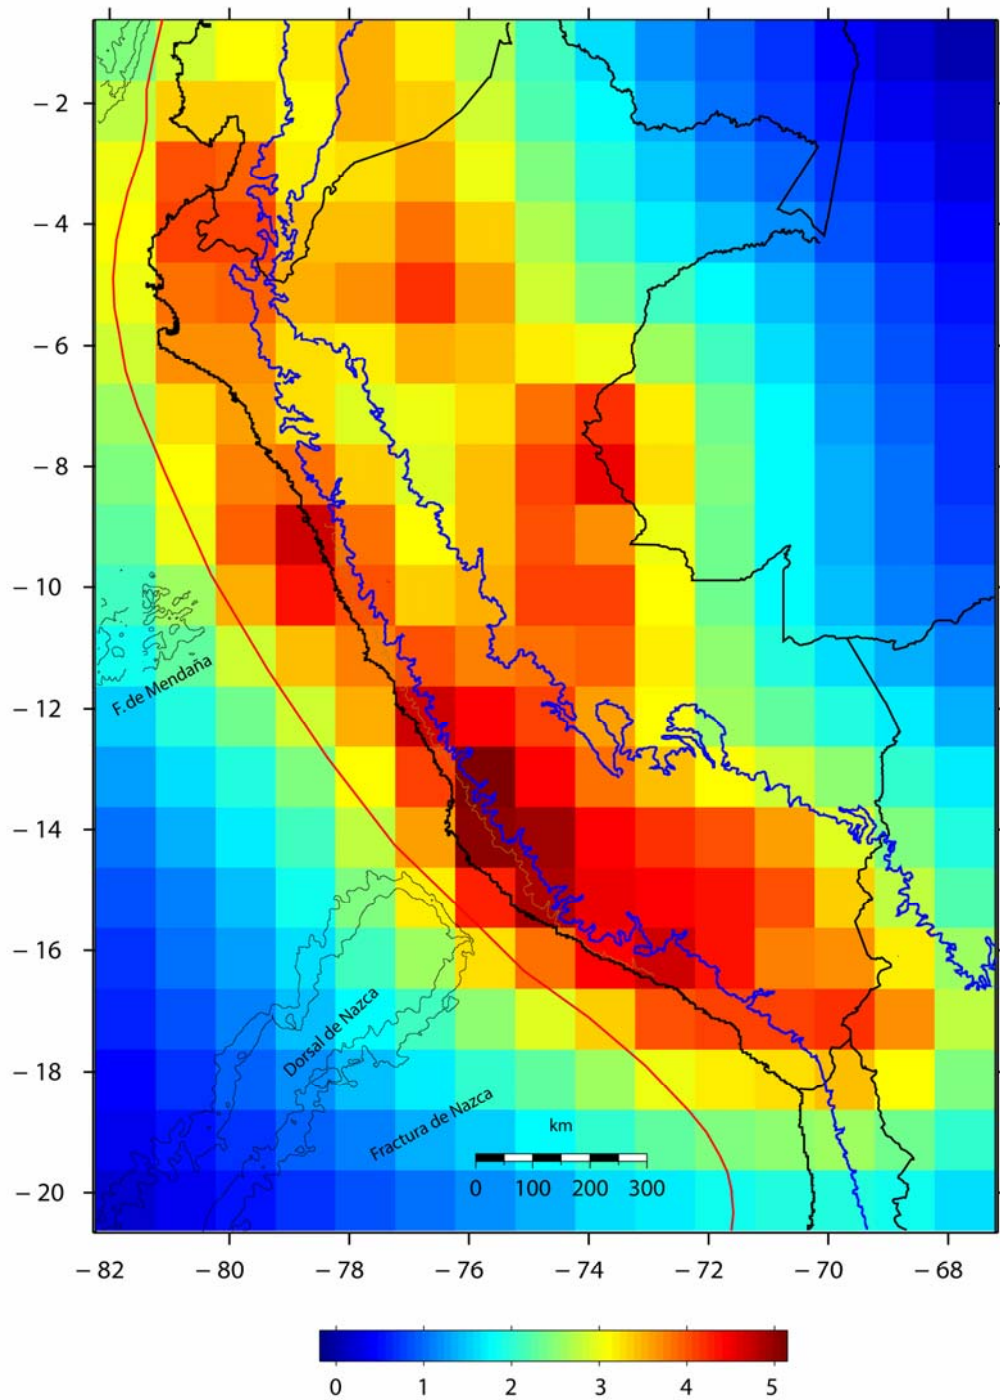 − 2
− 4
− 6
− 8
− 10
− 12
− 14
− 16
− 18
− 20
F. de Mendaña
Dorsal de Nazca
Fractura de Nazca
km
0 100 200 300
− 82 − 80 − 78 − 76 − 74 − 72 − 70 − 68
0 1 2 3 4 5